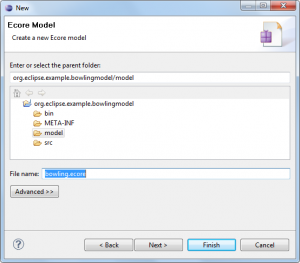 New
Ecore Model
Create a new Ecore model
Enter or select the parent folder:
org.eclipse.example.bowlingmodel/model
org.eclipse.example.bowlingmodel
bin
META-INF
model
src
File name: bowling.ecore
Advanced >>
? < Back Next > Finish Cancel